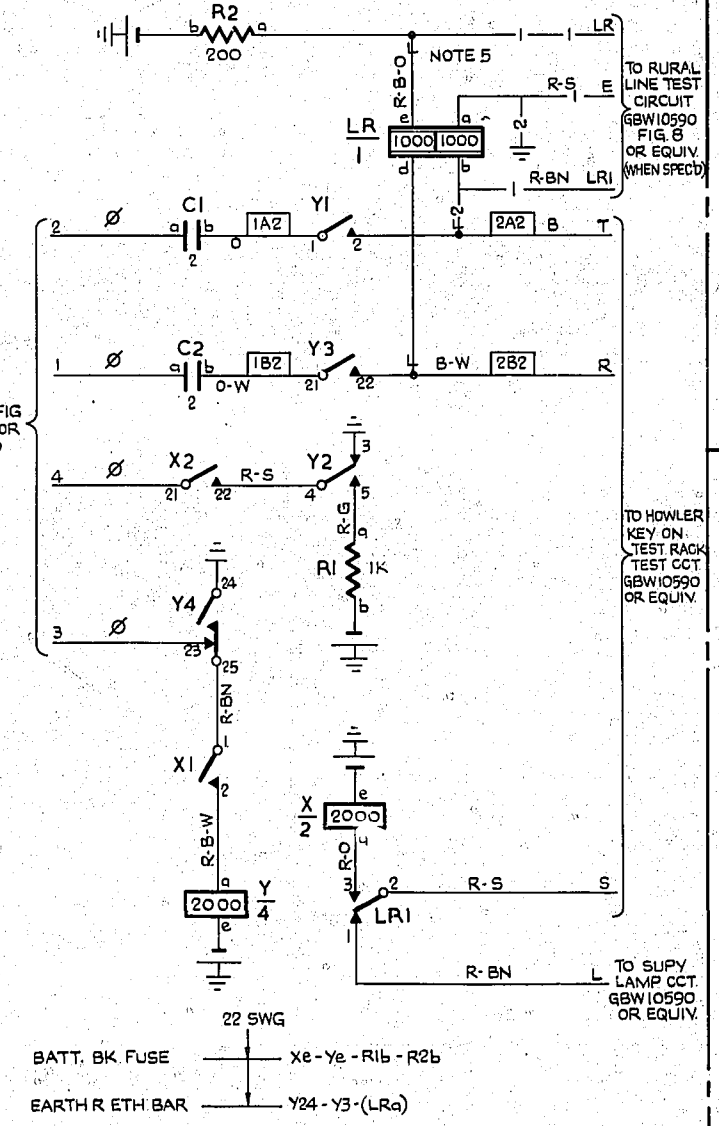 R2
b a
200
LR
NOTE 5
R-B-O
TO RURAL
LINE TEST
CIRCUIT
GBW10590
FIG. 8
OR EQUIV.
(WHEN SPEC'D)
R-S E
e a
2
LR
1
1000 1000
d b
R-BN LR1
F2
2 Ø
C1
a b
2
O
1A2
Y1
1 2
2A2
B T
1 Ø
C2
a b
2
O-W
1B2
Y3
21 22
L
B-W
2B2
R
FIG
OR
4 Ø
X2
21 22
R-S
Y2
3
4 5
R-G
a
R1 1K
b
TO HOWLER
KEY ON
TEST RACK
TEST CCT.
GBW10590
OR EQUIV.
24
Y4
3 Ø
23
25
R-BN
1
X1
2
R-B-W
a
2000
Y
4
e
X
2
e
2000
R-O
3 2
R-S S
LR1
1
R-BN L
TO SUPY
LAMP CCT.
GBW10590
OR EQUIV.
22 SWG
BATT. BK FUSE Xe-Ye-R1b-R2b
EARTH R ETH BAR Y24-Y3-(LRa)